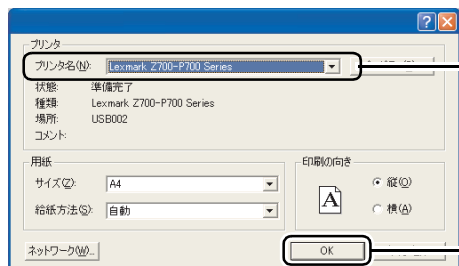 プリンタ
プリンタ名(N): Lexmark Z700-P700 Series
状態: 準備完了
種類: Lexmark Z700-P700 Series
場所: USB002
コメント:
用紙
サイズ(Z): A4
給紙方法(S): 自動
印刷の向き
A
縦(O)
横(A)
ネットワーク(W)...
OK